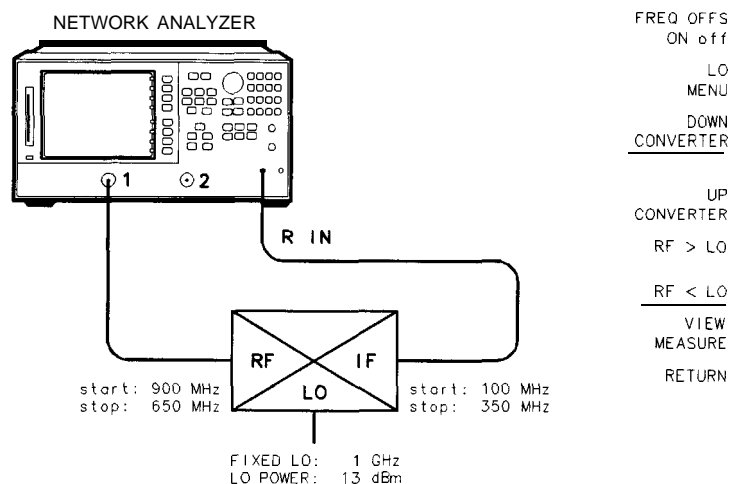 NETWORK ANALYZER
1
2
R IN
RF
IF
LO
start: 900 MHz
stop: 650 MHz
start: 100 MHz
stop: 350 MHz
FIXED LO: 1 GHz
LO POWER: 13 dBm
FREQ OFFS
ON off
LO
MENU
DOWN
CONVERTER
UP
CONVERTER
RF > LO
RF < LO
VIEW
MEASURE
RETURN